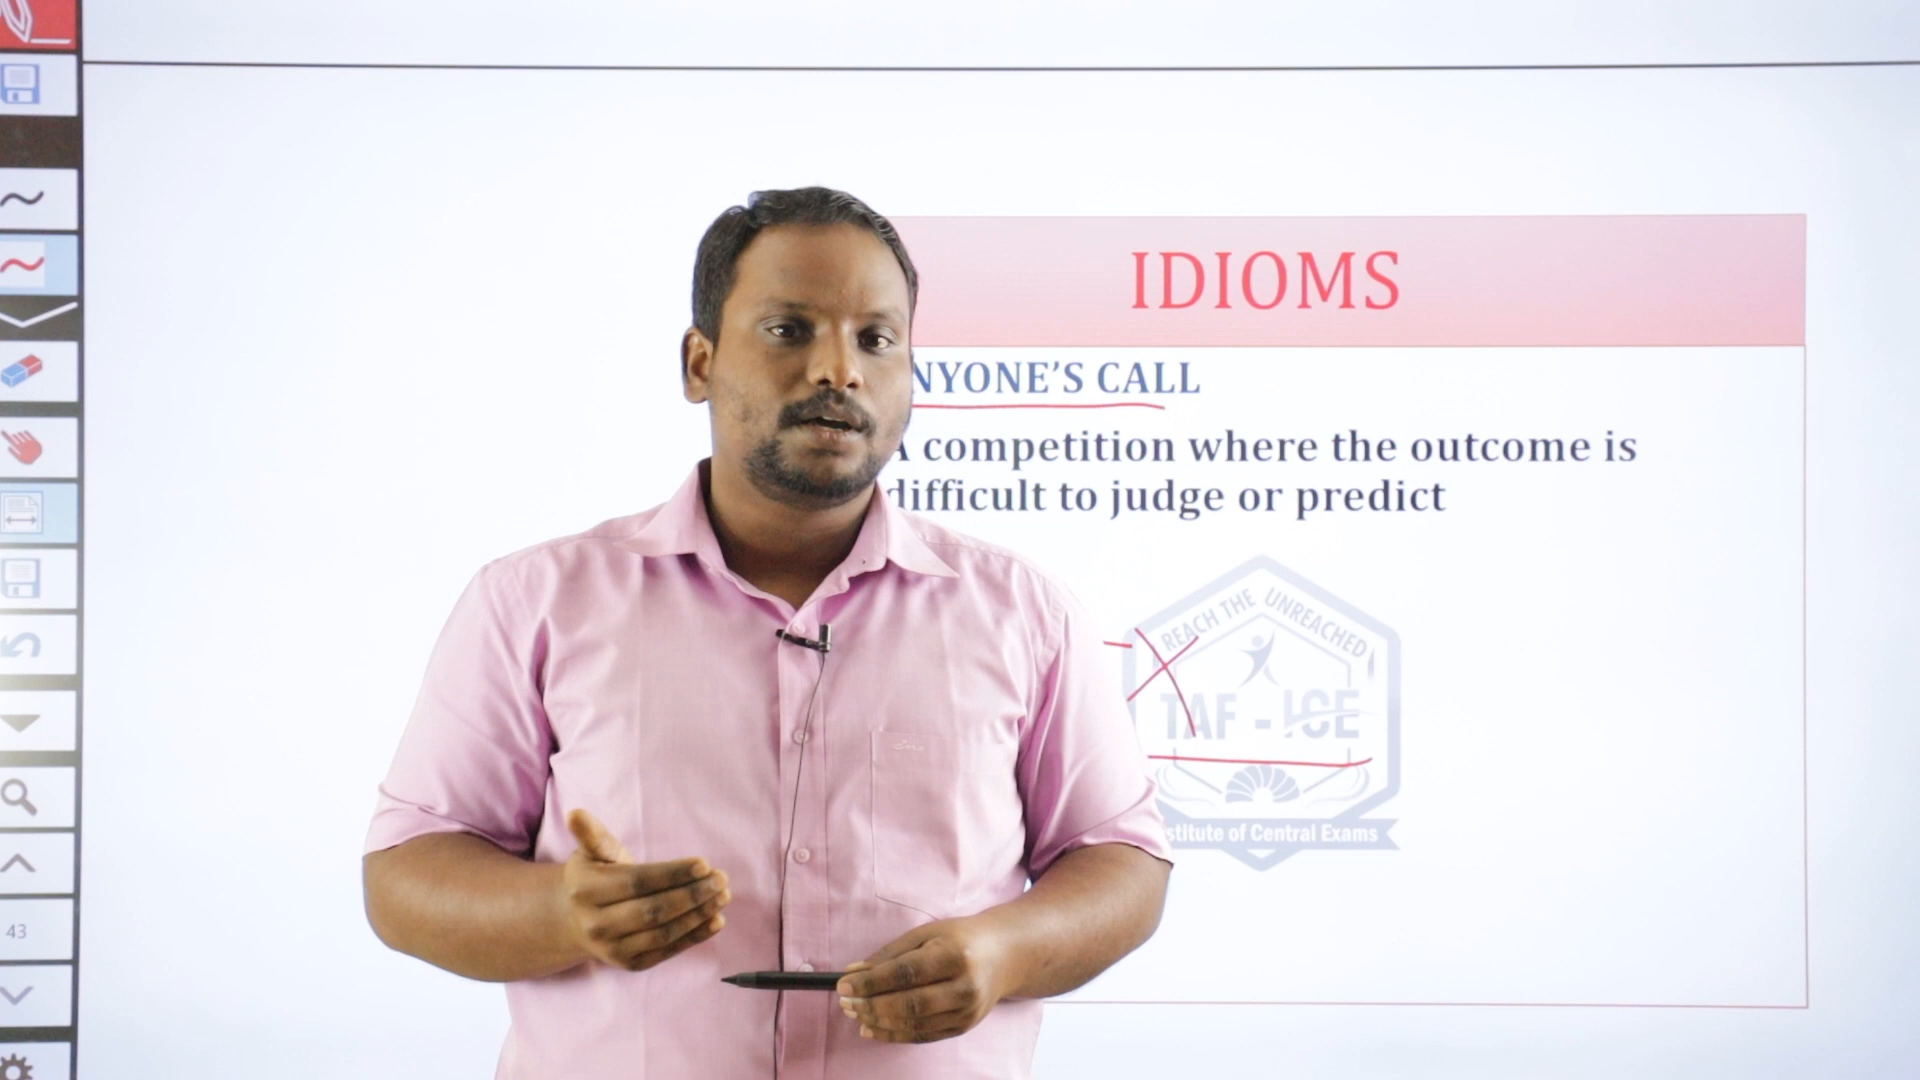 IDIOMS
NYONE'S CALL
A competition where the outcome is
difficult to judge or predict
REACH THE UNREACHED
TAF - ICE
stitute of Central Exams
43